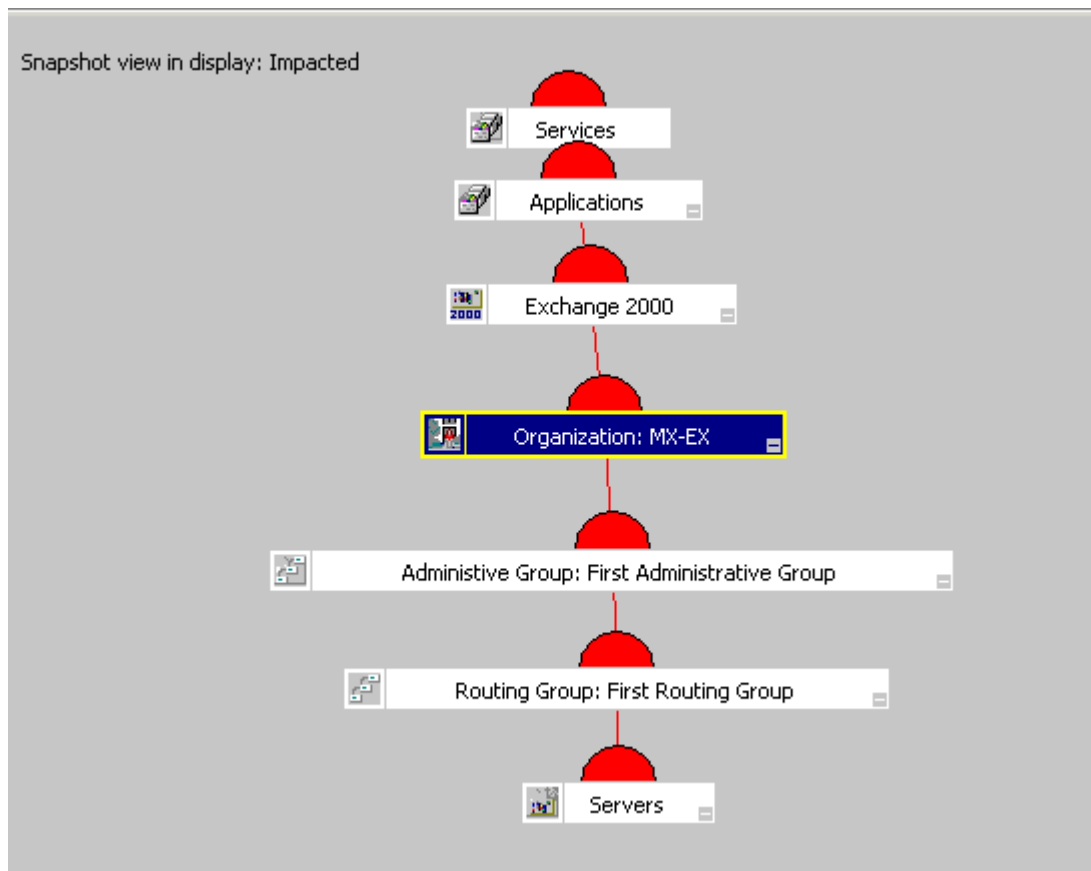 Snapshot view in display: Impacted
Services
Applications
2000
Exchange 2000
Organization: MX-EX
Administive Group: First Administrative Group
Routing Group: First Routing Group
Servers